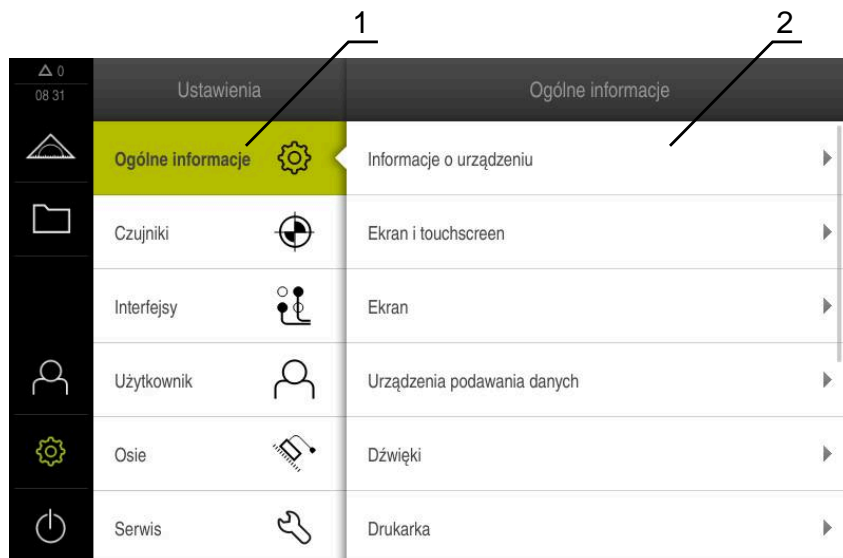 1
2
0
08 31
Ustawienia
Ogólne informacje
Ogólne informacje
Informacje o urządzeniu
Czujniki
Ekran i touchscreen
Interfejsy
Ekran
Użytkownik
Urządzenia podawania danych
Osie
Dźwięki
Serwis
Drukarka